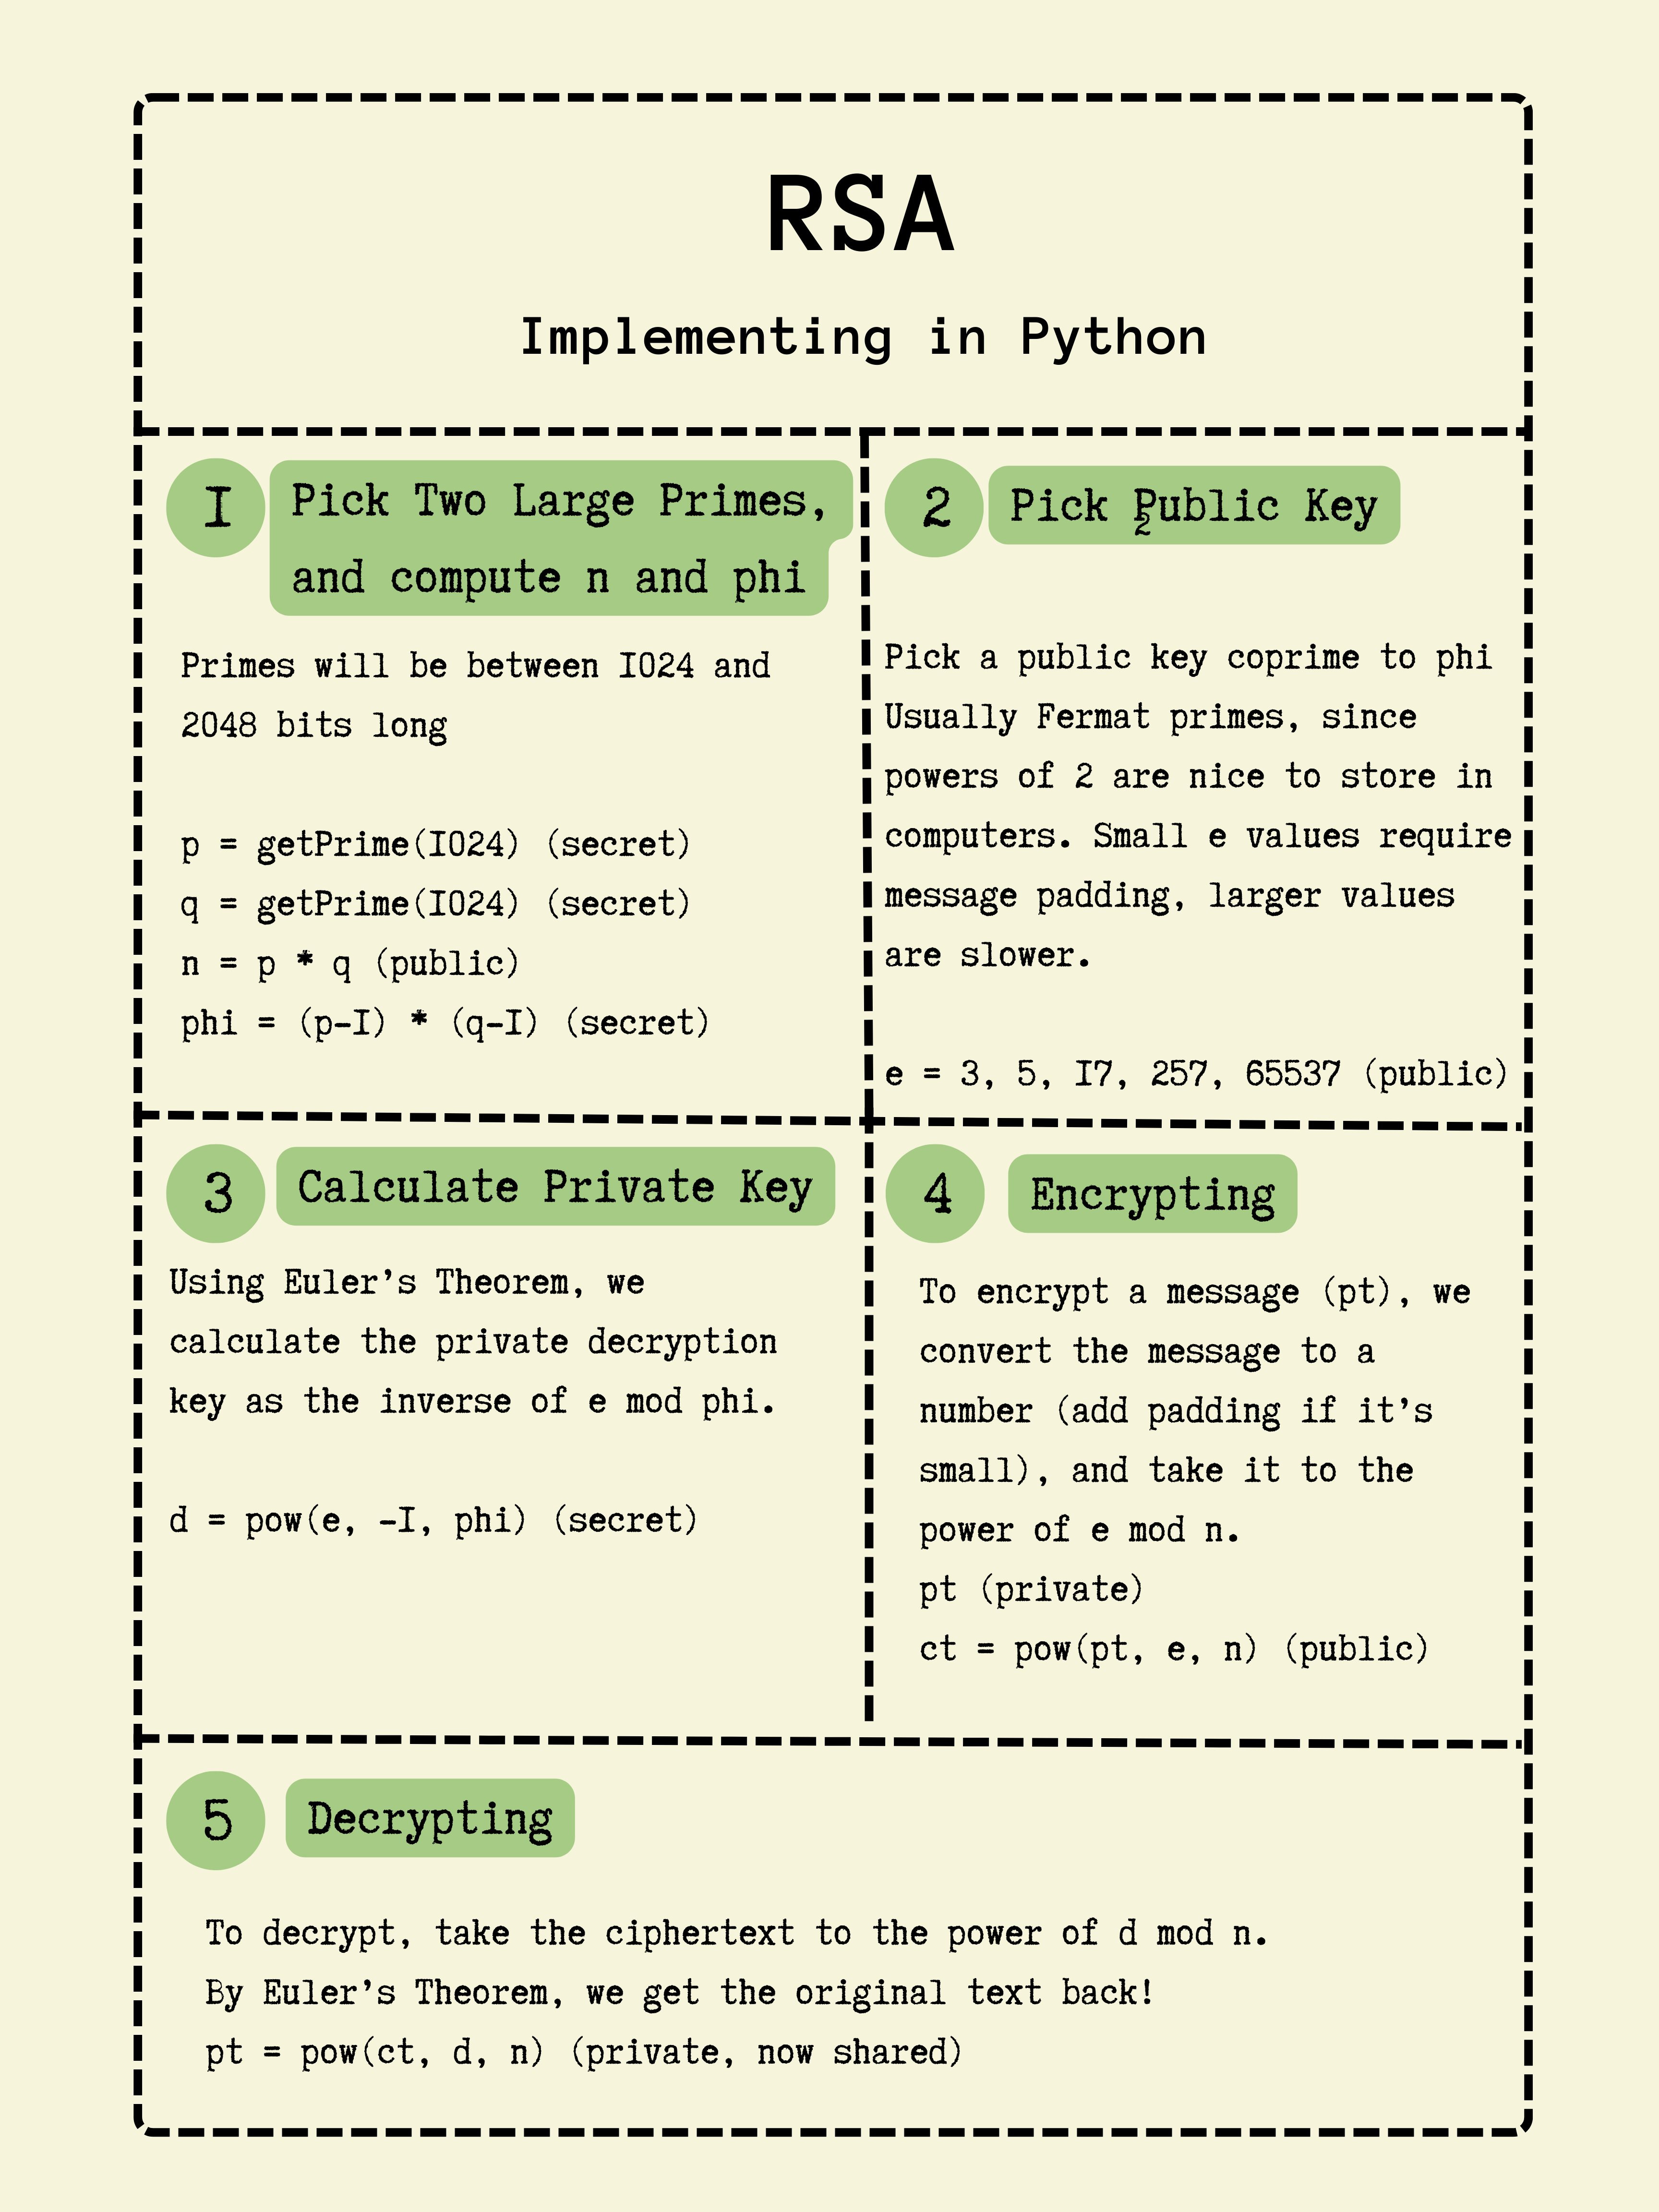 RSA
Implementing in Python
1
Pick Two Large Primes,
and compute n and phi
Primes will be between 1024 and
2048 bits long
p = getPrime(1024) (secret)
q = getPrime(1024) (secret)
n = p * q (public)
phi = (p-1) * (q-1) (secret)
2
Pick Public Key
2
Pick a public key coprime to phi
Usually Fermat primes, since
powers of 2 are nice to store in
computers. Small e values require
message padding, larger values
are slower.
e = 3, 5, 17, 257, 65537 (public)
3
Calculate Private Key
Using Euler's Theorem, we
calculate the private decryption
key as the inverse of e mod phi.
d = pow(e, -1, phi) (secret)
4
Encrypting
To encrypt a message (pt), we
convert the message to a
number (add padding if it's
small), and take it to the
power of e mod n.
pt (private)
ct = pow(pt, e, n) (public)
5
Decrypting
To decrypt, take the ciphertext to the power of d mod n.
By Euler's Theorem, we get the original text back!
pt = pow(ct, d, n) (private, now shared)